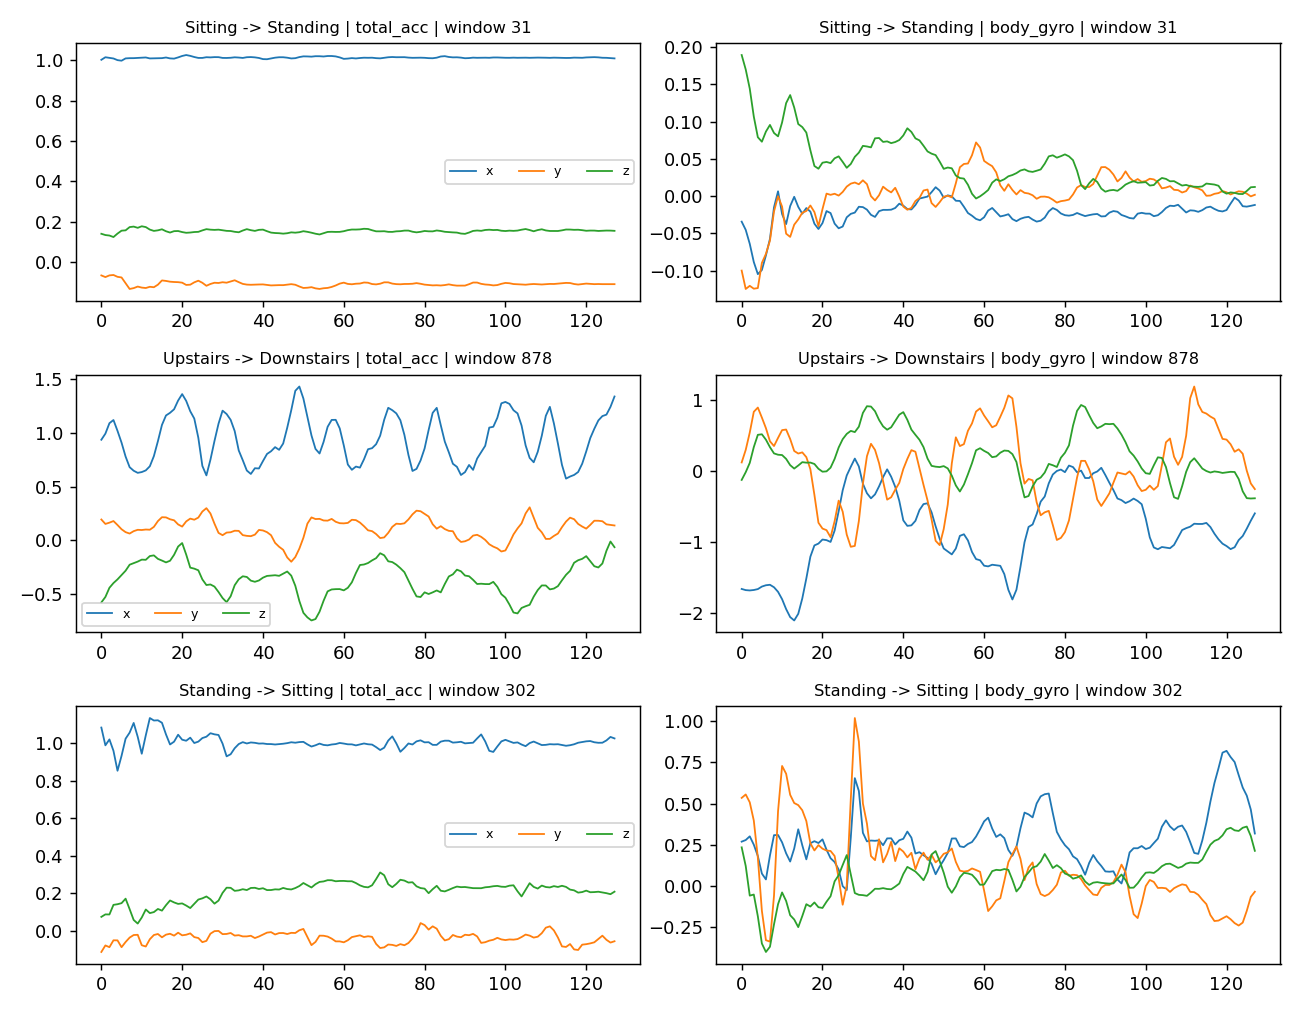 Sitting -> Standing | total_acc | window 31
1.0
0.8
0.6
0.4
0.2
0.0
x y z
0 20 40 60 80 100 120
Sitting -> Standing | body_gyro | window 31
0.20
0.15
0.10
0.05
0.00
−0.05
−0.10
0 20 40 60 80 100 120
Upstairs -> Downstairs | total_acc | window 878
1.5
1.0
0.5
0.0
−0.5
x y z
0 20 40 60 80 100 120
Upstairs -> Downstairs | body_gyro | window 878
1
0
−1
−2
0 20 40 60 80 100 120
Standing -> Sitting | total_acc | window 302
1.0
0.8
0.6
0.4
0.2
0.0
x y z
0 20 40 60 80 100 120
Standing -> Sitting | body_gyro | window 302
1.00
0.75
0.50
0.25
0.00
−0.25
0 20 40 60 80 100 120